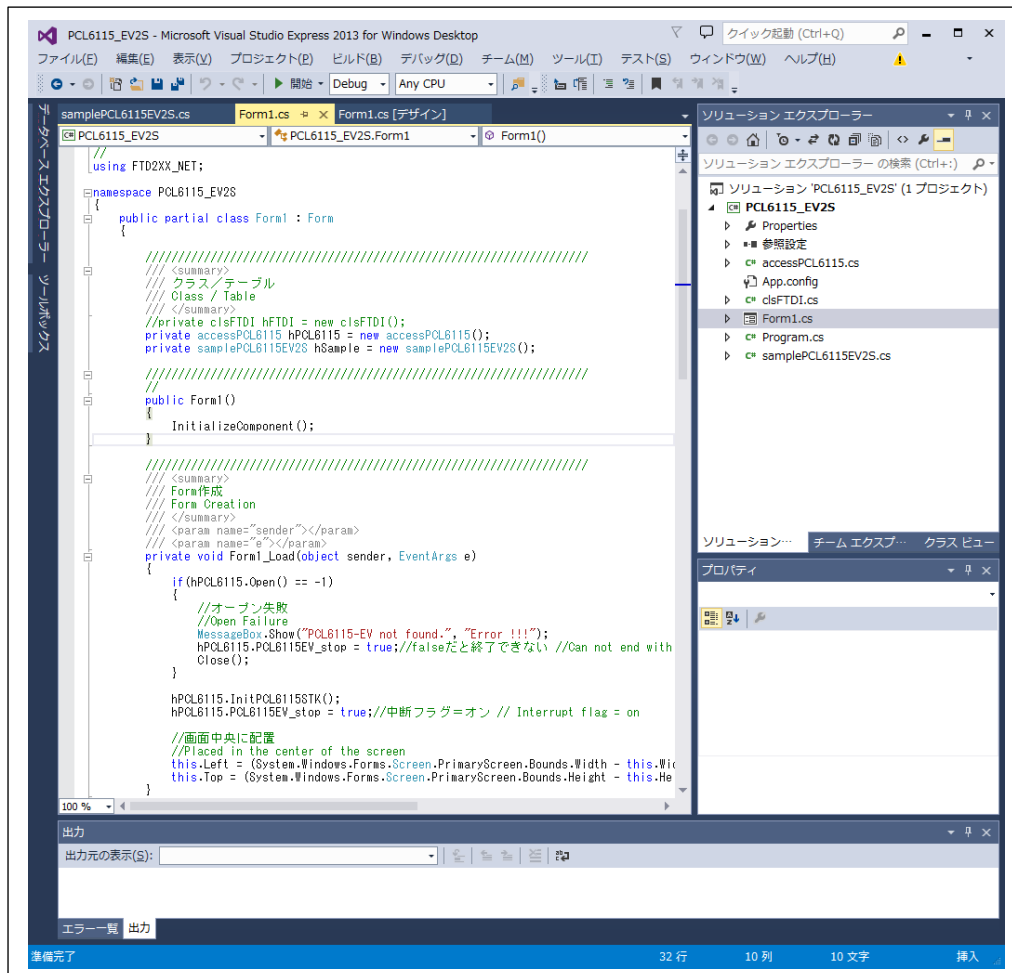 PCL6115_EV2S - Microsoft Visual Studio Express 2013 for Windows Desktop
クイック起動 (Ctrl+Q)
ファイル(F) 編集(E) 表示(V) プロジェクト(P) ビルド(B) デバッグ(D) チーム(M) ツール(T) テスト(S) ウィンドウ(W) ヘルプ(H)
開始 Debug Any CPU
データベース エクスプローラー ツールボックス
samplePCL6115EV2S.cs Form1.cs Form1.cs [デザイン]
PCL6115_EV2S PCL6115_EV2S.Form1 Form1()
//
using FTD2XX_NET;
namespace PCL6115_EV2S
{
public partial class Form1 : Form
{
////////////////////////////////////////////////////////////////////
/// <summary>
/// クラス／テーブル
/// Class / Table
/// </summary>
//private clsFTDI hFTDI = new clsFTDI();
private accessPCL6115 hPCL6115 = new accessPCL6115();
private samplePCL6115EV2S hSample = new samplePCL6115EV2S();
////////////////////////////////////////////////////////////////////
//
public Form1()
{
InitializeComponent();
}
////////////////////////////////////////////////////////////////////
/// <summary>
/// Form作成
/// Form Creation
/// </summary>
/// <param name="sender"></param>
/// <param name="e"></param>
private void Form1_Load(object sender, EventArgs e)
{
if(hPCL6115.Open() == -1)
{
//オープン失敗
//Open Failure
MessageBox.Show("PCL6115-EV not found.", "Error !!!");
hPCL6115.PCL6115EV_stop = true;//falseだと終了できない //Can not end with
Close();
}
hPCL6115.InitPCL6115STK();
hPCL6115.PCL6115EV_stop = true;//中断フラグ＝オン // Interrupt flag = on
//画面中央に配置
//Placed in the center of the screen
this.Left = (System.Windows.Forms.Screen.PrimaryScreen.Bounds.Width - this.Wid
this.Top = (System.Windows.Forms.Screen.PrimaryScreen.Bounds.Height - this.He
}
100 %
ソリューション エクスプローラー
ソリューション エクスプローラー の検索 (Ctrl+:)
ソリューション 'PCL6115_EV2S' (1 プロジェクト)
PCL6115_EV2S
Properties
参照設定
accessPCL6115.cs
App.config
clsFTDI.cs
Form1.cs
Program.cs
samplePCL6115EV2S.cs
ソリューション… チーム エクスプ… クラス ビュー
プロパティ
出力
出力元の表示(S):
エラー一覧 出力
準備完了 32 行 10 列 10 文字 挿入